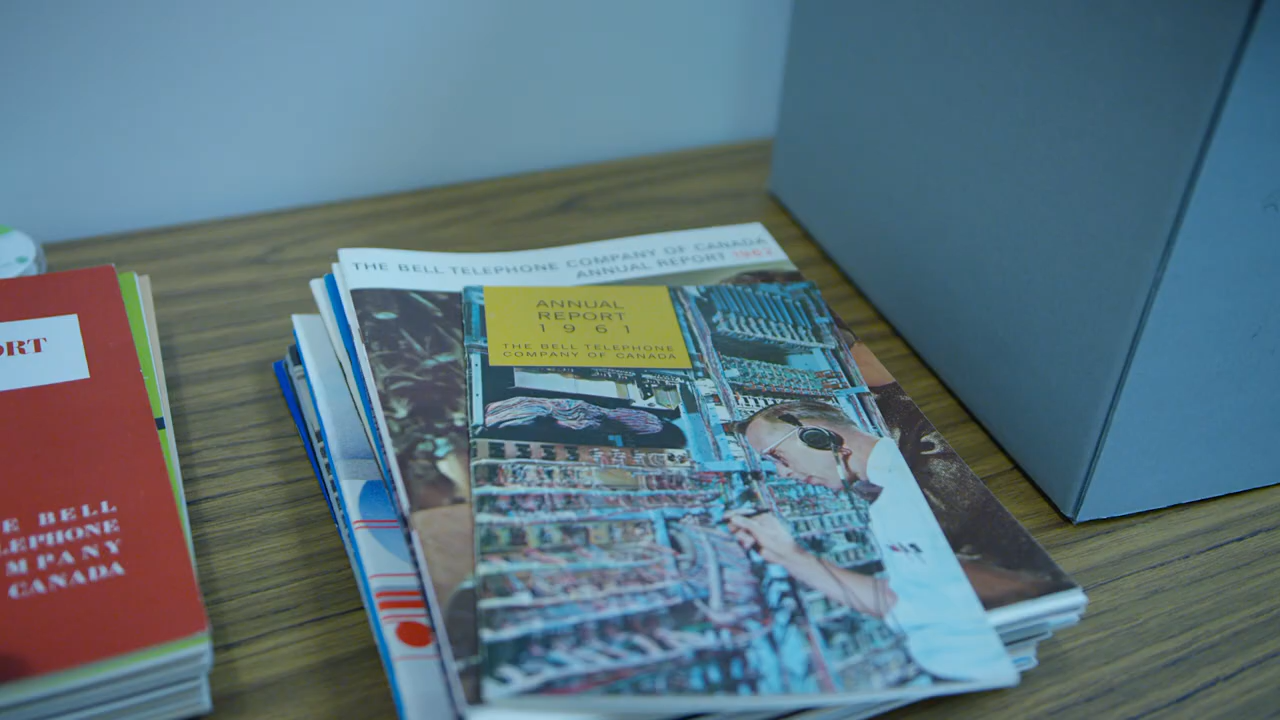 THE BELL TELEPHONE COMPANY OF CANADA
ANNUAL REPORT 1962
ANNUAL
REPORT
1961
THE BELL TELEPHONE
COMPANY OF CANADA
ORT
E BELL
LEPHONE
MPANY
CANADA